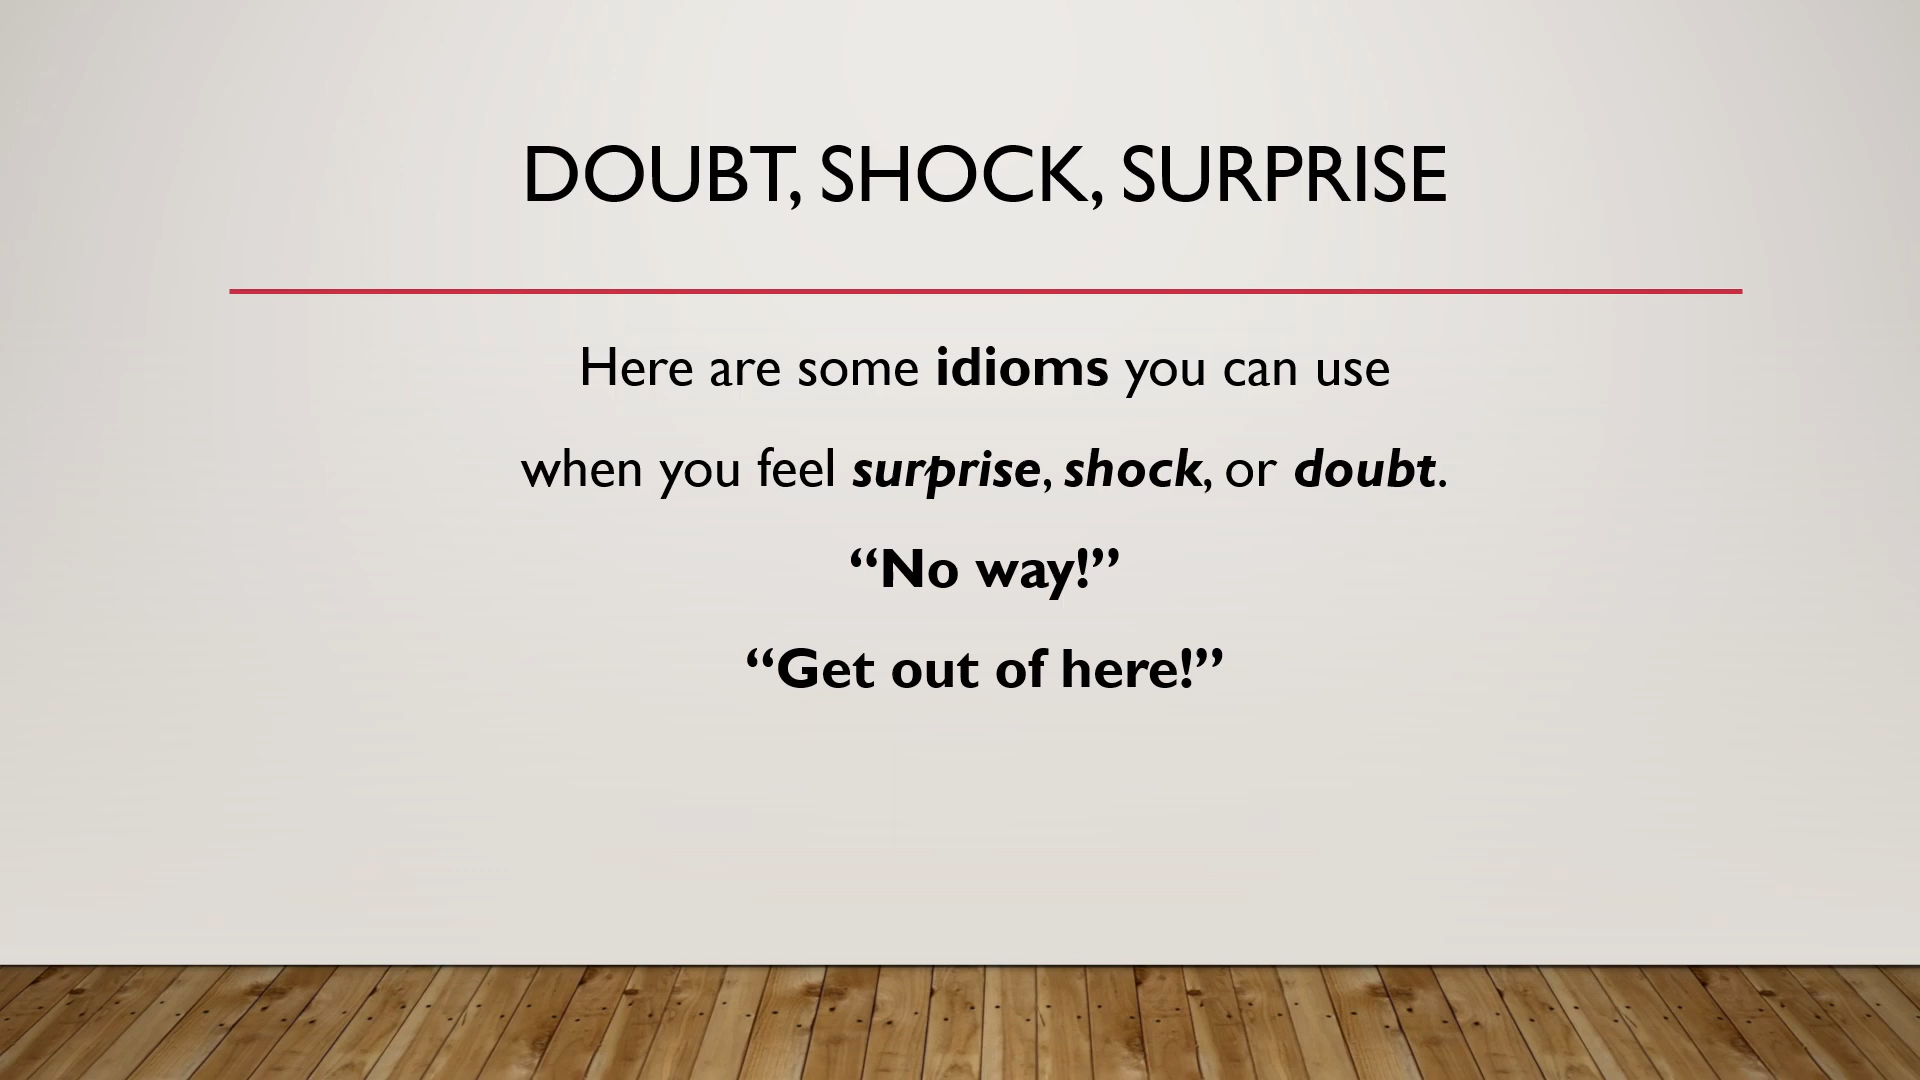 DOUBT, SHOCK, SURPRISE
Here are some idioms you can use
when you feel surprise, shock, or doubt.
“No way!”
“Get out of here!”